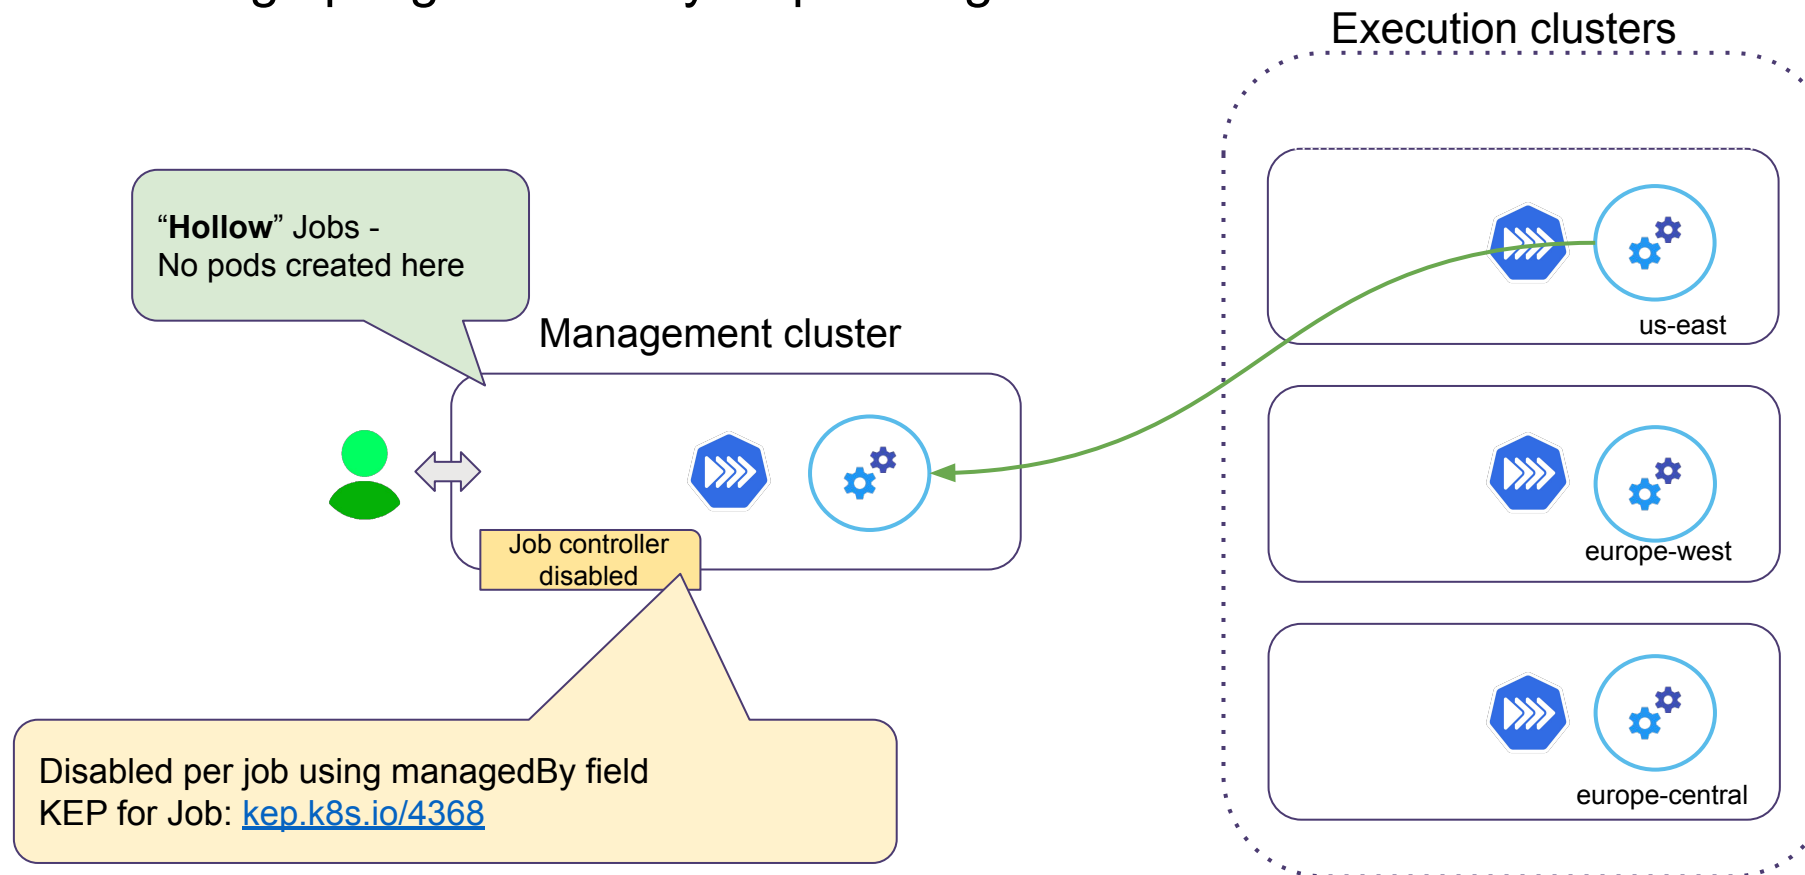 Execution clusters
“Hollow” Jobs -
No pods created here
Management cluster
us-east
Job controller
disabled
europe-west
Disabled per job using managedBy field
KEP for Job: kep.k8s.io/4368
europe-central